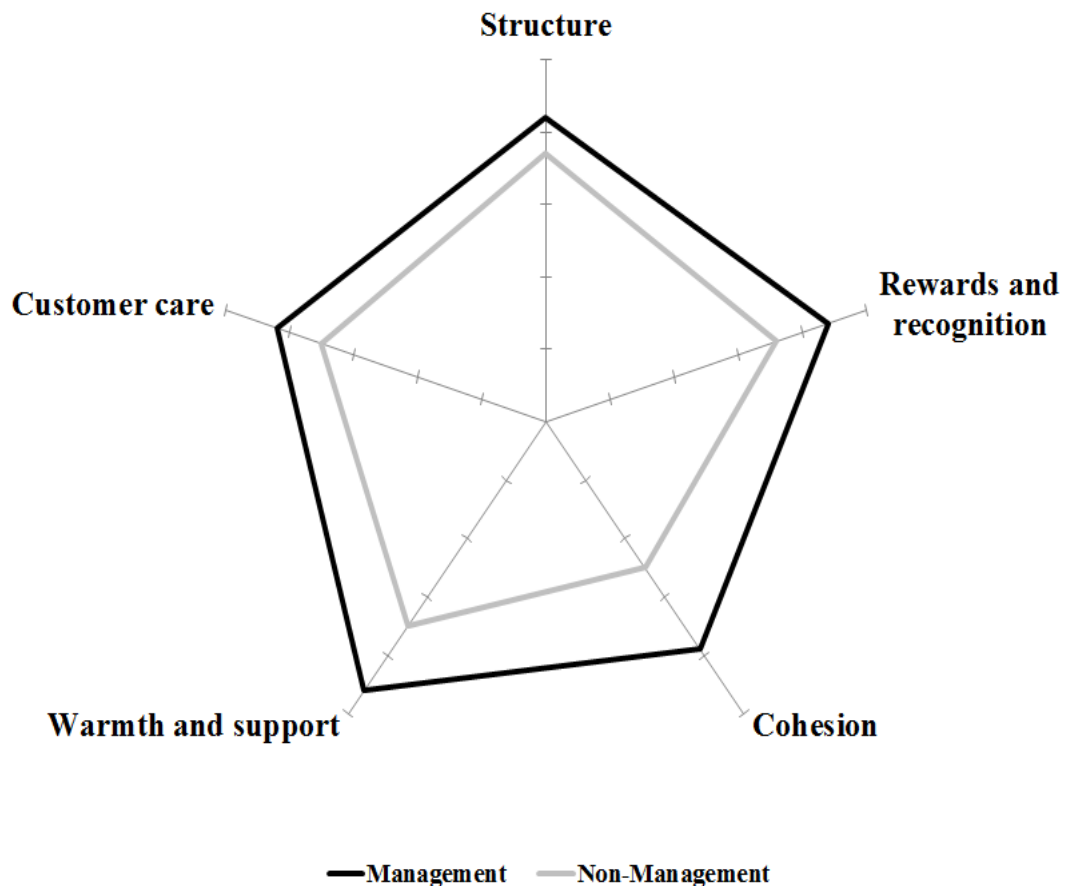 Structure
Rewards and
recognition
Customer care
Warmth and support
Cohesion
Management
Non-Management